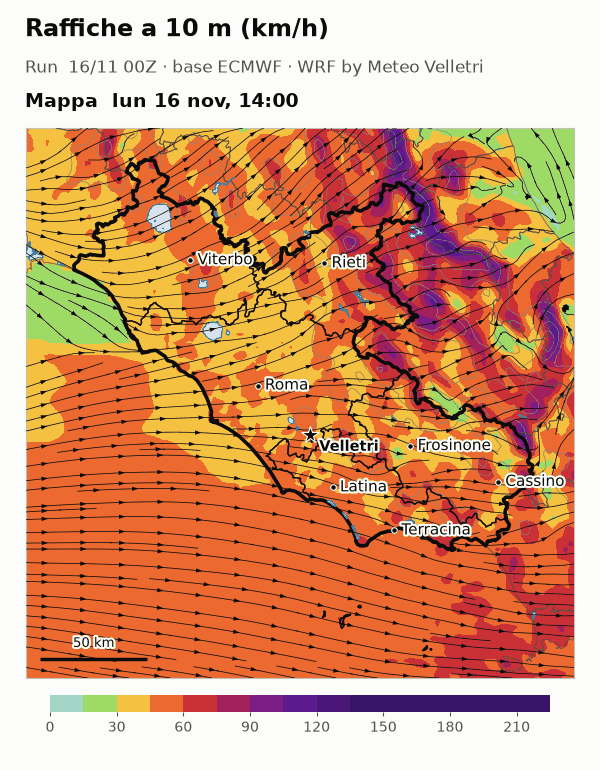 Raffiche a 10 m (km/h)
Run 16/11 00Z · base ECMWF · WRF by Meteo Velletri
Mappa lun 16 nov, 14:00
Viterbo
Rieti
Roma
Velletri
Frosinone
Latina
Cassino
Terracina
50 km
0 30 60 90 120 150 180 210